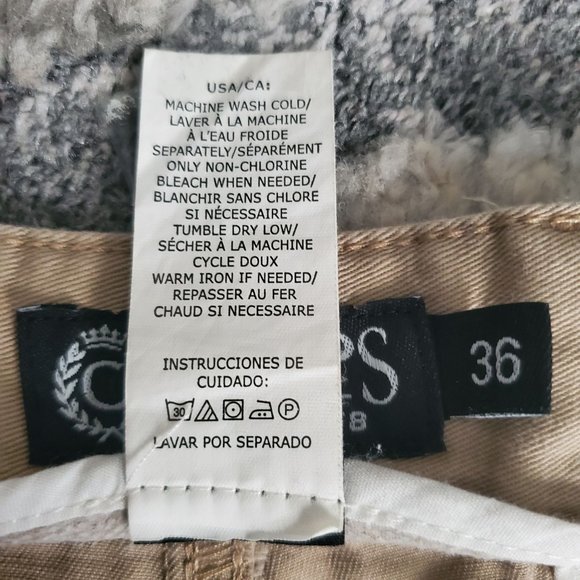 USA/CA:
MACHINE WASH COLD/
LAVER À LA MACHINE
À L'EAU FROIDE
SEPARATELY/SÉPARÉMENT
ONLY NON-CHLORINE
BLEACH WHEN NEEDED/
BLANCHIR SANS CHLORE
SI NÉCESSAIRE
TUMBLE DRY LOW/
SÉCHER À LA MACHINE
CYCLE DOUX
WARM IRON IF NEEDED/
REPASSER AU FER
CHAUD SI NECESSAIRE
INSTRUCCIONES DE
CUIDADO:
30 P
LAVAR POR SEPARADO
C PS
8
36